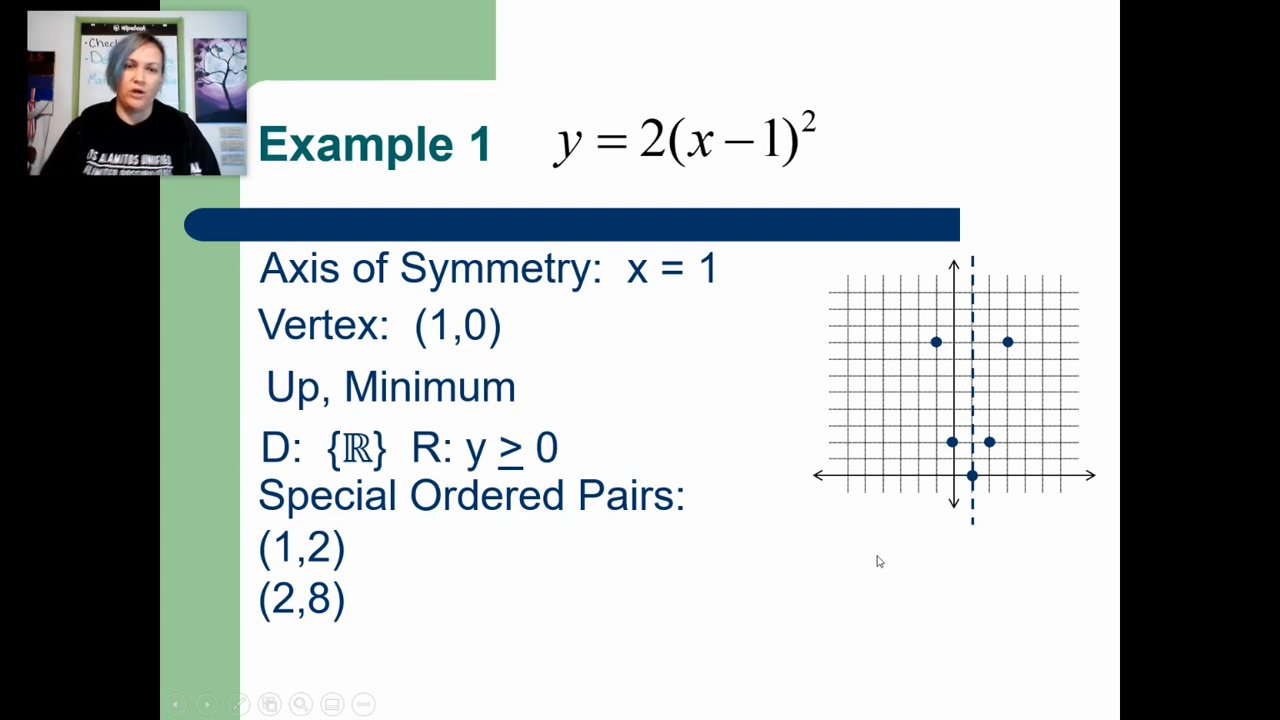 Wipebook
Example 1 y = 2(x – 1)²
Axis of Symmetry: x = 1
Vertex: (1,0)
Up, Minimum
D: {ℝ} R: y ≥ 0
Special Ordered Pairs:
(1,2)
(2,8)